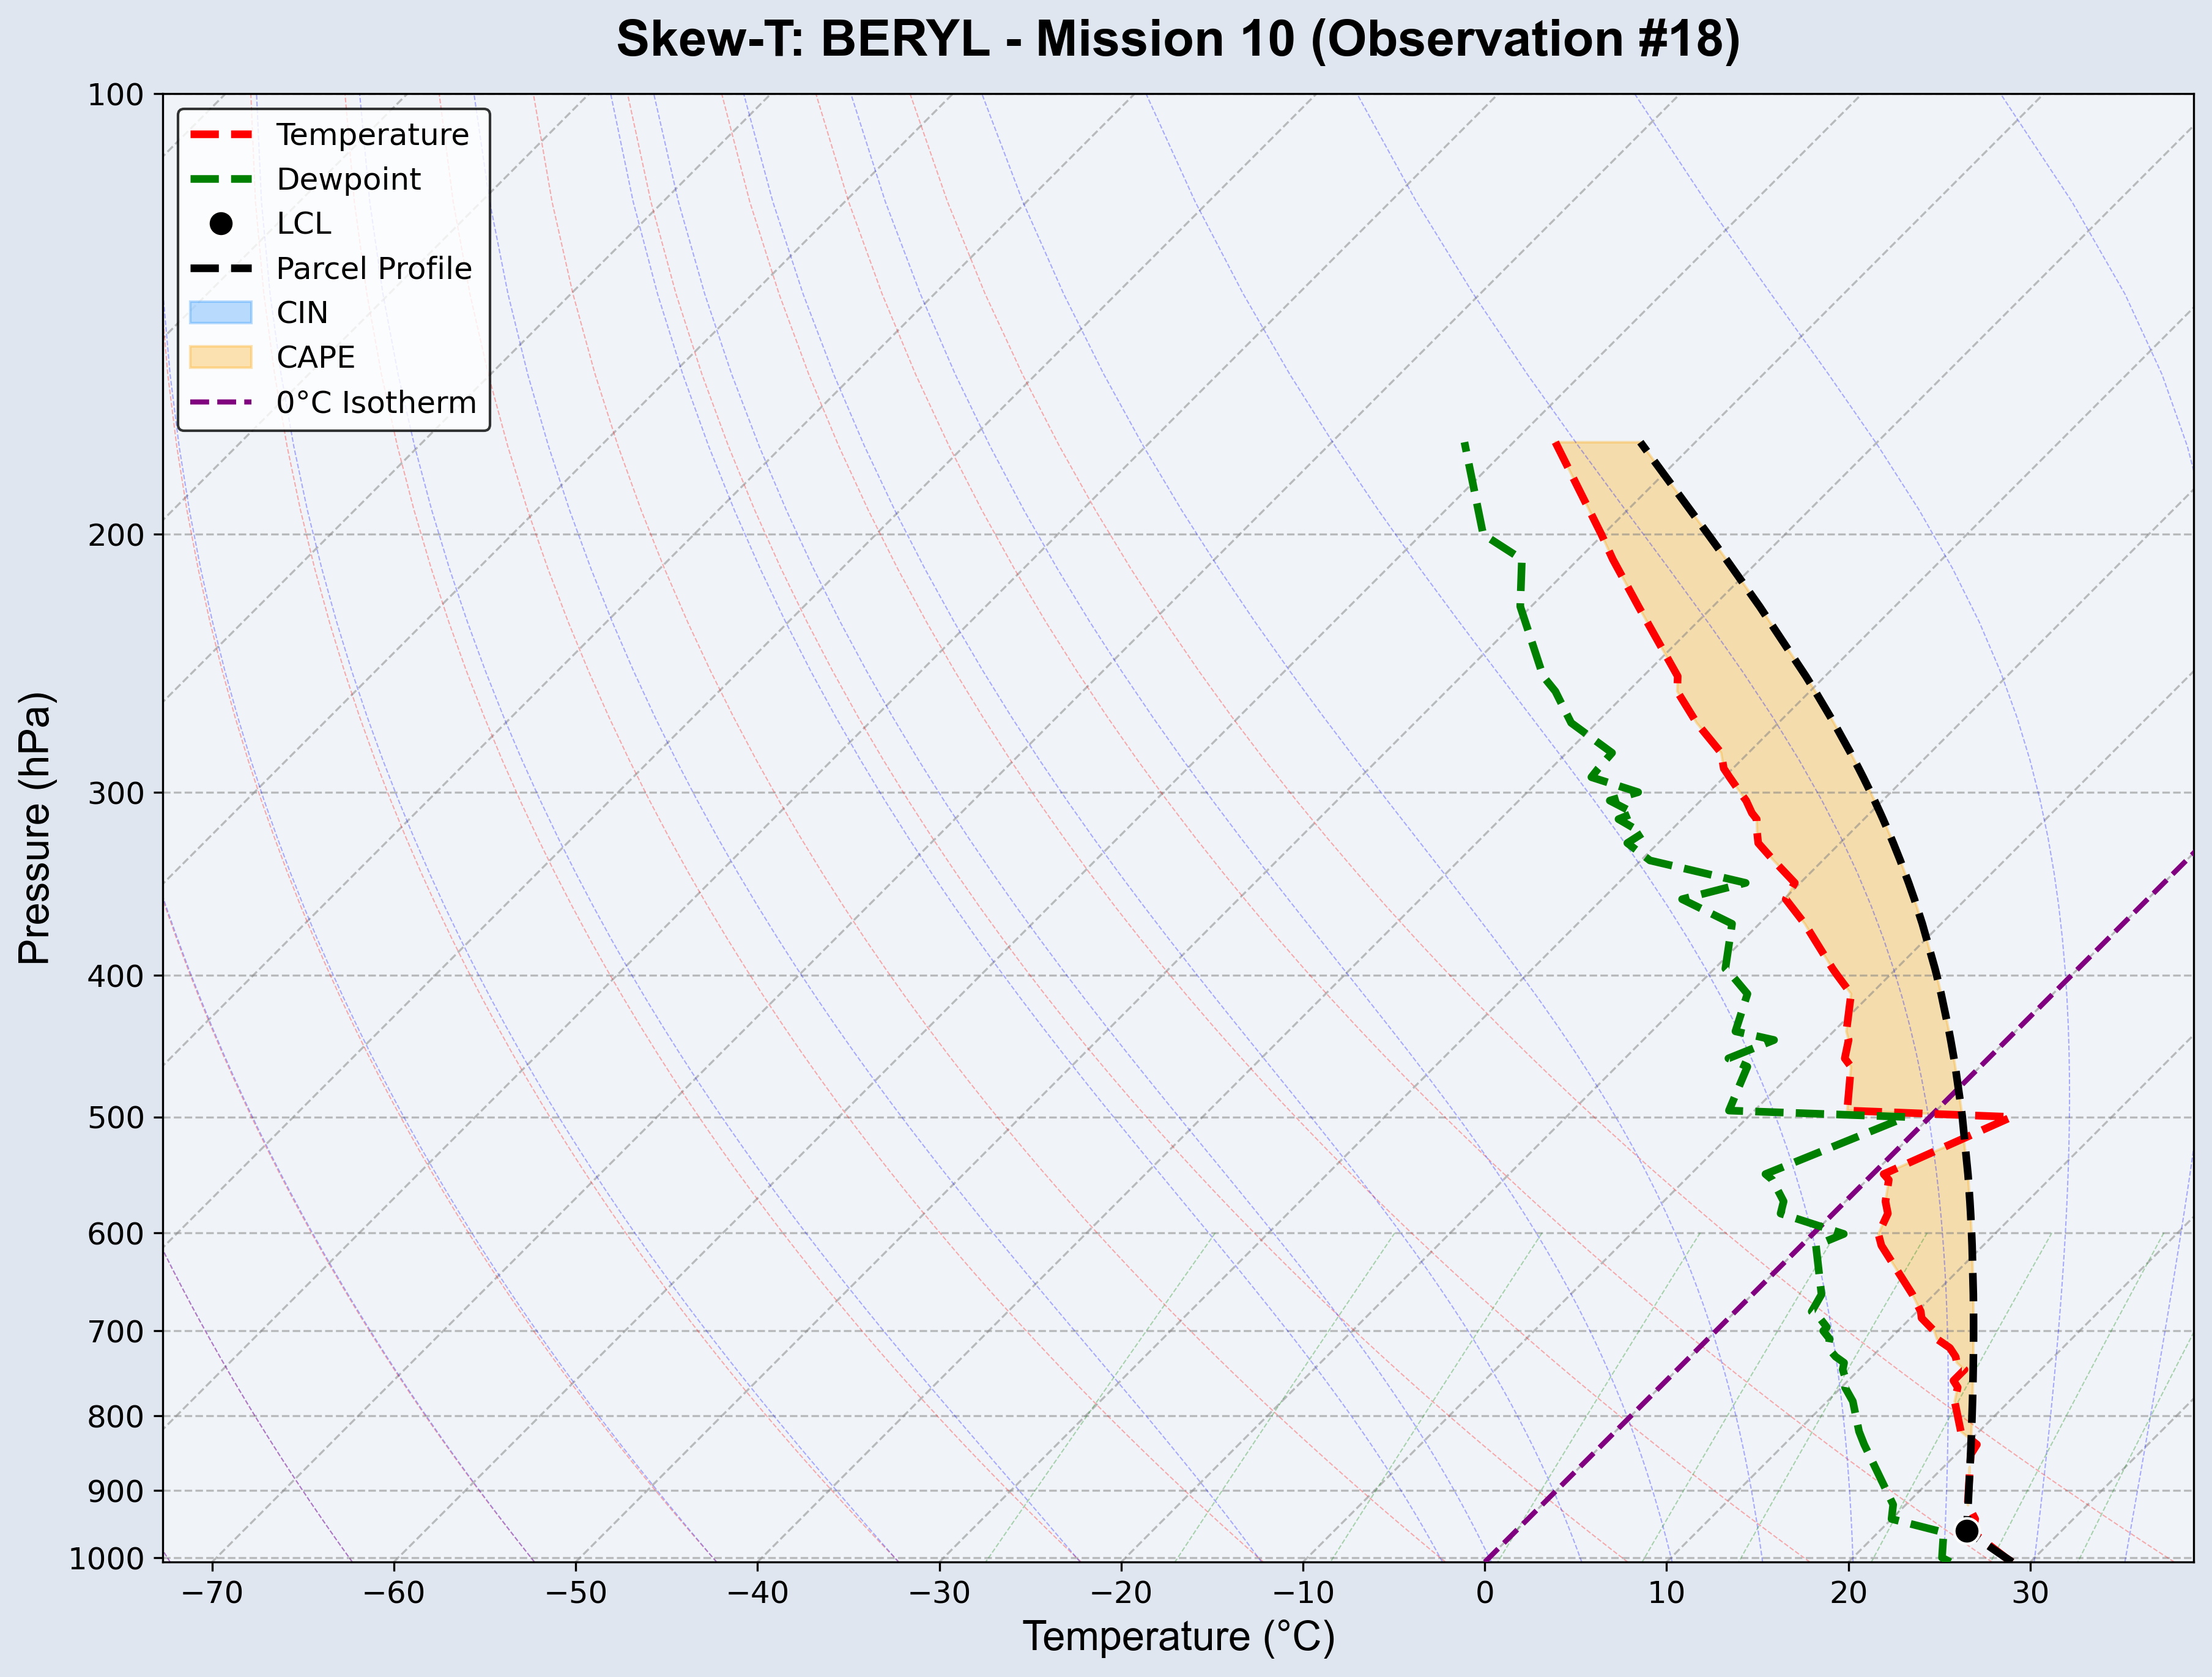 Skew-T: BERYL - Mission 10 (Observation #18)
Temperature
Dewpoint
LCL
Parcel Profile
CIN
CAPE
0°C Isotherm
Pressure (hPa)
100
200
300
400
500
600
700
800
900
1000
−70 −60 −50 −40 −30 −20 −10 0 10 20 30
Temperature (°C)